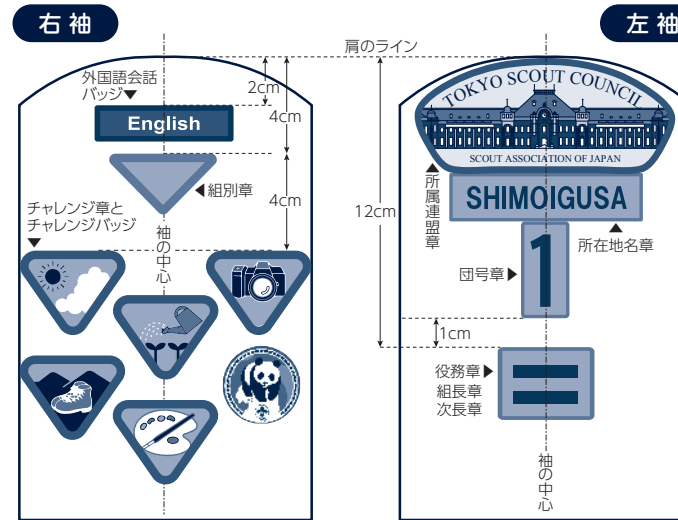 右袖
左袖
肩のライン
外国語会話
バッジ▼
2cm
4cm
English
◀組別章
4cm
チャレンジ章と
チャレンジバッジ
▼
袖の中心
TOKYO SCOUT COUNCIL
SCOUT ASSOCIATION OF JAPAN
▲所属連盟章
SHIMOIGUSA
▲
所在地名章
12cm
団号章▶
1
1cm
役務章▶
組長章
次長章
袖の中心